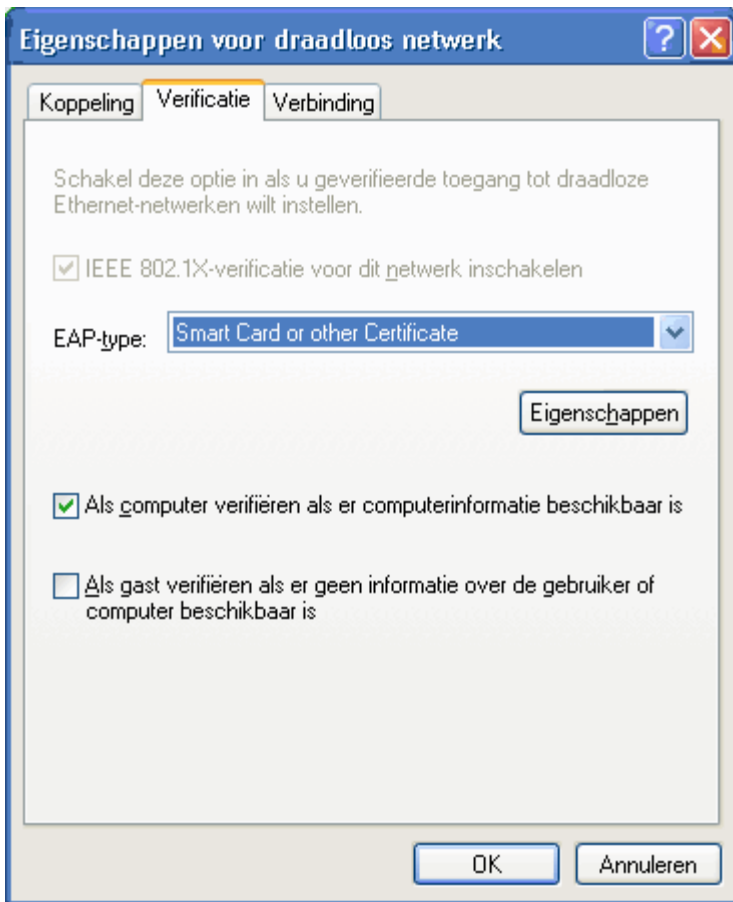 Eigenschappen voor draadloos netwerk
Koppeling Verificatie Verbinding
Schakel deze optie in als u geverifieerde toegang tot draadloze
Ethernet-netwerken wilt instellen.
IEEE 802.1X-verificatie voor dit netwerk inschakelen
EAP-type: Smart Card or other Certificate
Eigenschappen
Als computer verifiëren als er computerinformatie beschikbaar is
Als gast verifiëren als er geen informatie over de gebruiker of
computer beschikbaar is
OK Annuleren